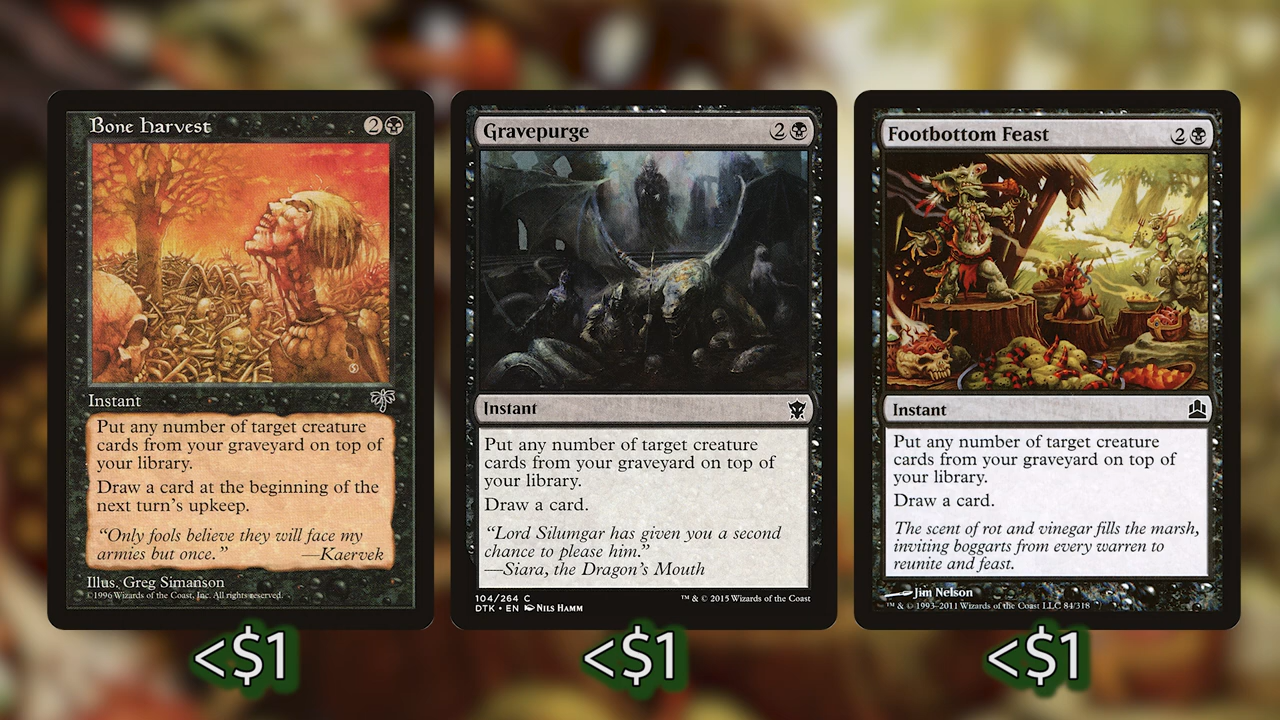 Bone Harvest 2
Instant
Put any number of target creature
cards from your graveyard on top of
your library.
Draw a card at the beginning of the
next turn's upkeep.
"Only fools believe they will face my
armies but once." —Kaervek
Illus. Greg Simanson
©1996 Wizards of the Coast, Inc. All rights reserved.
<$1
Gravepurge 2
Instant
Put any number of target creature
cards from your graveyard on top of
your library.
Draw a card.
"Lord Silumgar has given you a second
chance to please him."
—Siara, the Dragon's Mouth
104/264 C
DTK • EN Nils Hamm
™ & © 2015 Wizards of the Coast
<$1
Footbottom Feast 2
Instant
Put any number of target creature
cards from your graveyard on top of
your library.
Draw a card.
The scent of rot and vinegar fills the marsh,
inviting boggarts from every warren to
reunite and feast.
Jim Nelson
™ & © 1993–2011 Wizards of the Coast LLC 84/318
<$1